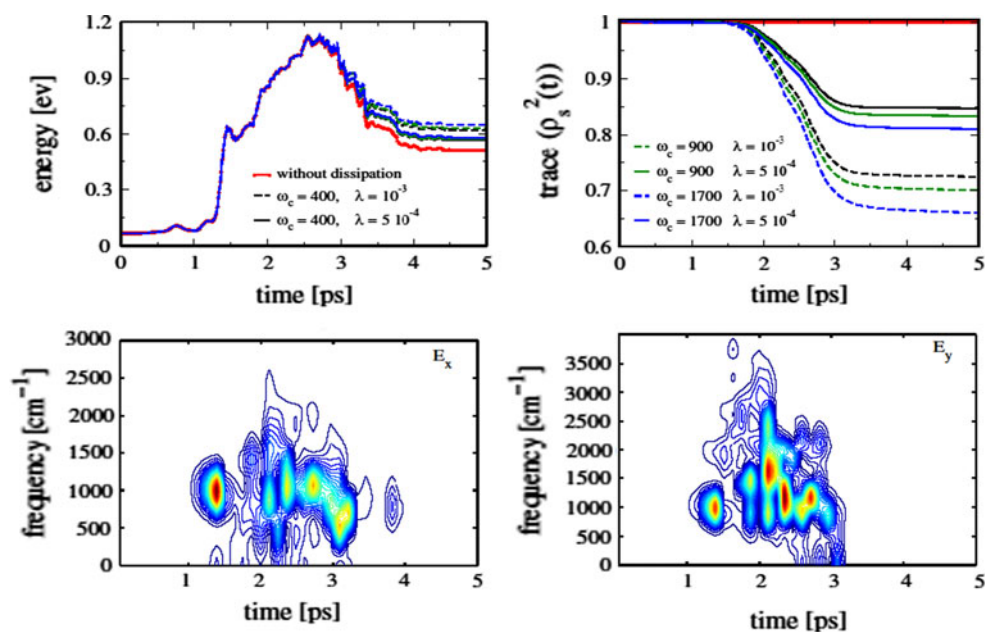 1.2
0.9
0.6
0.3
0
energy [ev]
without dissipation
ω_c = 400, λ = 10⁻³
ω_c = 400, λ = 5 10⁻⁴
0 1 2 3 4 5
time [ps]
1
0.9
0.8
0.7
0.6
trace (ρ_s²(t))
ω_c = 900 λ = 10⁻³
ω_c = 900 λ = 5 10⁻⁴
ω_c = 1700 λ = 10⁻³
ω_c = 1700 λ = 5 10⁻⁴
0 1 2 3 4 5
time [ps]
3000
2500
2000
1500
1000
500
0
frequency [cm⁻¹]
E_x
1 2 3 4 5
time [ps]
3500
3000
2500
2000
1500
1000
500
0
frequency [cm⁻¹]
E_y
1 2 3 4 5
time [ps]